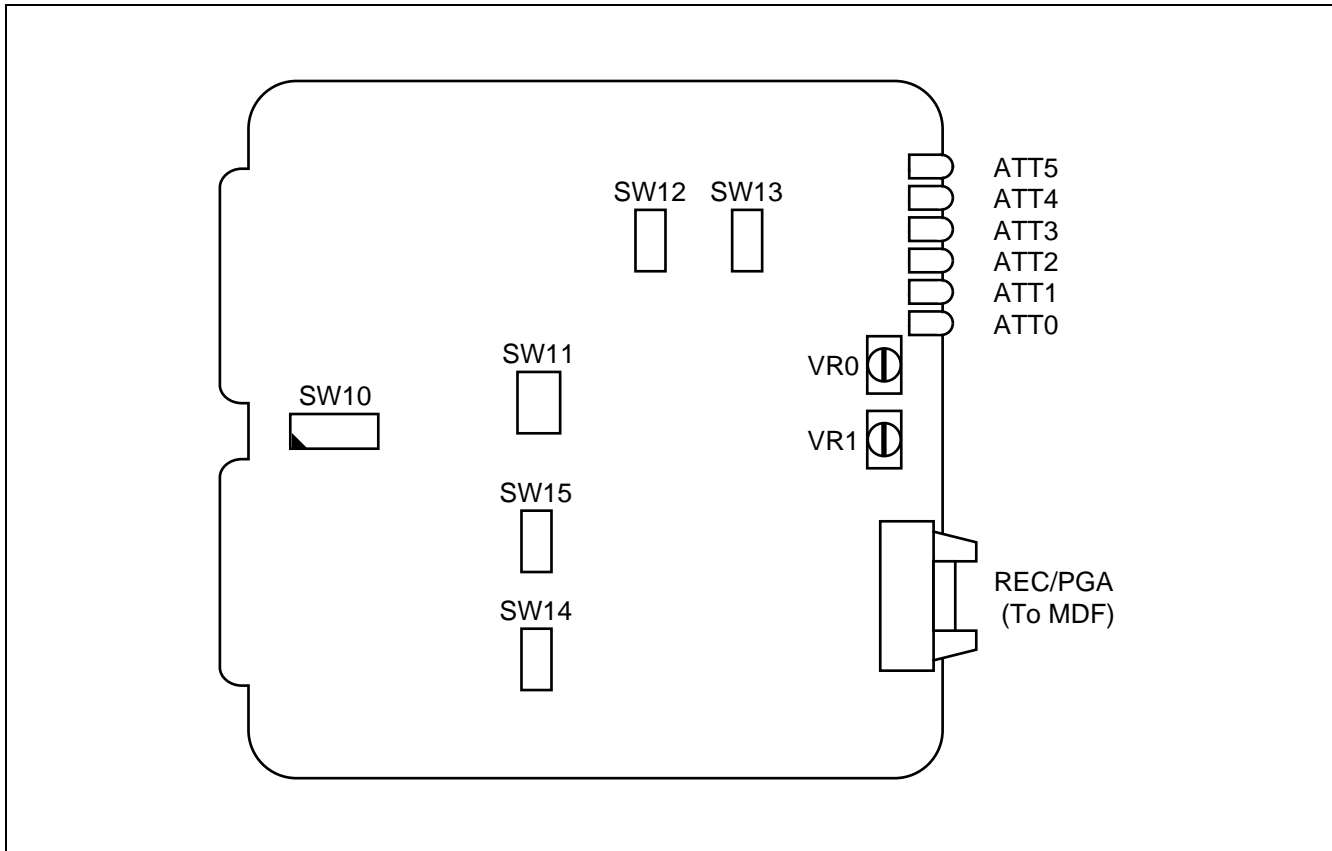 ATT5
SW12 SW13
ATT4
ATT3
ATT2
ATT1
ATT0
SW11
VR0
SW10
VR1
SW15
REC/PGA
(To MDF)
SW14